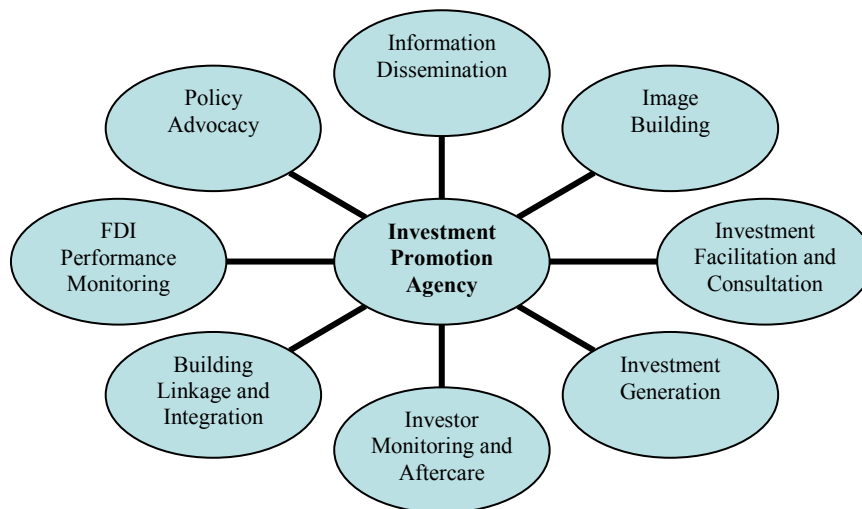 Information
Dissemination
Policy
Advocacy
Image
Building
FDI
Performance
Monitoring
Investment
Promotion
Agency
Investment
Facilitation and
Consultation
Building
Linkage and
Integration
Investor
Monitoring and
Aftercare
Investment
Generation